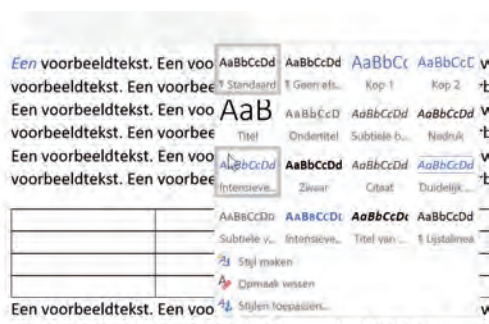 Een voorbeeldtekst. Een voo AaBbCcDd AaBbCcDd AaBbCc AaBbCcC v
voorbeeldtekst. Een voorbee ¶ Standaard ¶ Geen afs... Kop 1 Kop 2
Een voorbeeldtekst. Een voo AaB AaBbCcD AaBbCcDd AaBbCcDd v
voorbeeldtekst. Een voorbee Titel Ondertitel Subtiele b... Nadruk
Een voorbeeldtekst. Een voo AaBbCcDd AaBbCcDd AaBbCcDd AaBbCcDd v
voorbeeldtekst. Een voorbee Intensieve... Zwaar Citaat Duidelijk...
AaBbCcDd AaBbCcDc AaBbCcDc AaBbCcDd
Subtiele v... Intensieve... Titel van ... ¶ Lijstalinea
Stijl maken
Opmaak wissen
Een voorbeeldtekst. Een voo Stijlen toepassen... v